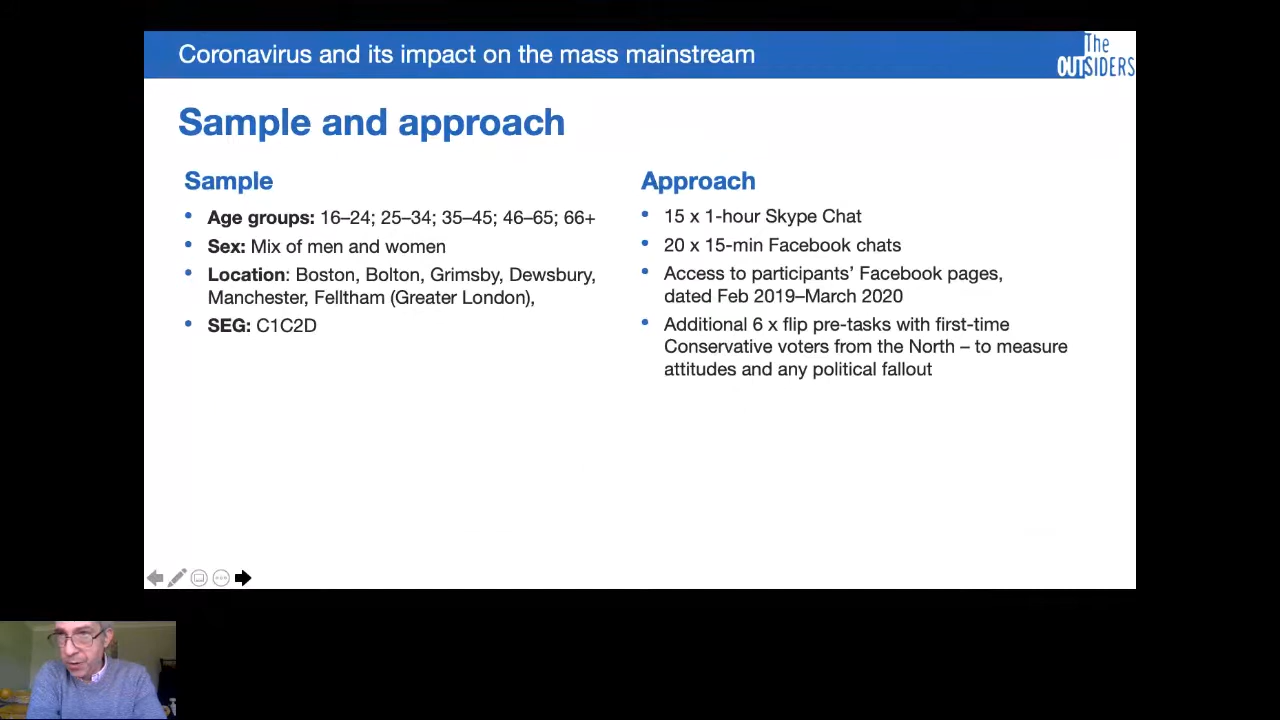 Coronavirus and its impact on the mass mainstream
The
OUTSIDERS
Sample and approach
Sample
• Age groups: 16–24; 25–34; 35–45; 46–65; 66+
• Sex: Mix of men and women
• Location: Boston, Bolton, Grimsby, Dewsbury,
Manchester, Felltham (Greater London),
• SEG: C1C2D
Approach
• 15 x 1-hour Skype Chat
• 20 x 15-min Facebook chats
• Access to participants’ Facebook pages,
dated Feb 2019–March 2020
• Additional 6 x flip pre-tasks with first-time
Conservative voters from the North – to measure
attitudes and any political fallout